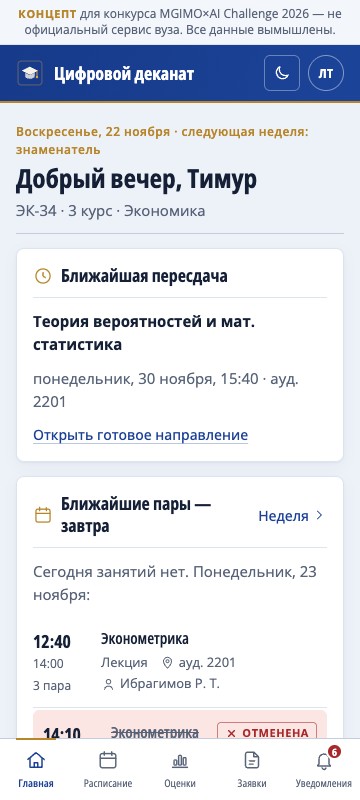 КОНЦЕПТ для конкурса MGIMO×AI Challenge 2026 — не
официальный сервис вуза. Все данные вымышлены.
Цифровой деканат
ЛТ
Воскресенье, 22 ноября · следующая неделя:
знаменатель
Добрый вечер, Тимур
ЭК-34 · 3 курс · Экономика
Ближайшая пересдача
Теория вероятностей и мат.
статистика
понедельник, 30 ноября, 15:40 · ауд.
2201
Открыть готовое направление
Ближайшие пары —
завтра
Неделя
Сегодня занятий нет. Понедельник, 23
ноября:
12:40
Эконометрика
14:00
Лекция
ауд. 2201
3 пара
Ибрагимов Р. Т.
14:10
Эконометрика
ОТМЕНЕНА
6
Главная
Расписание
Оценки
Заявки
Уведомления